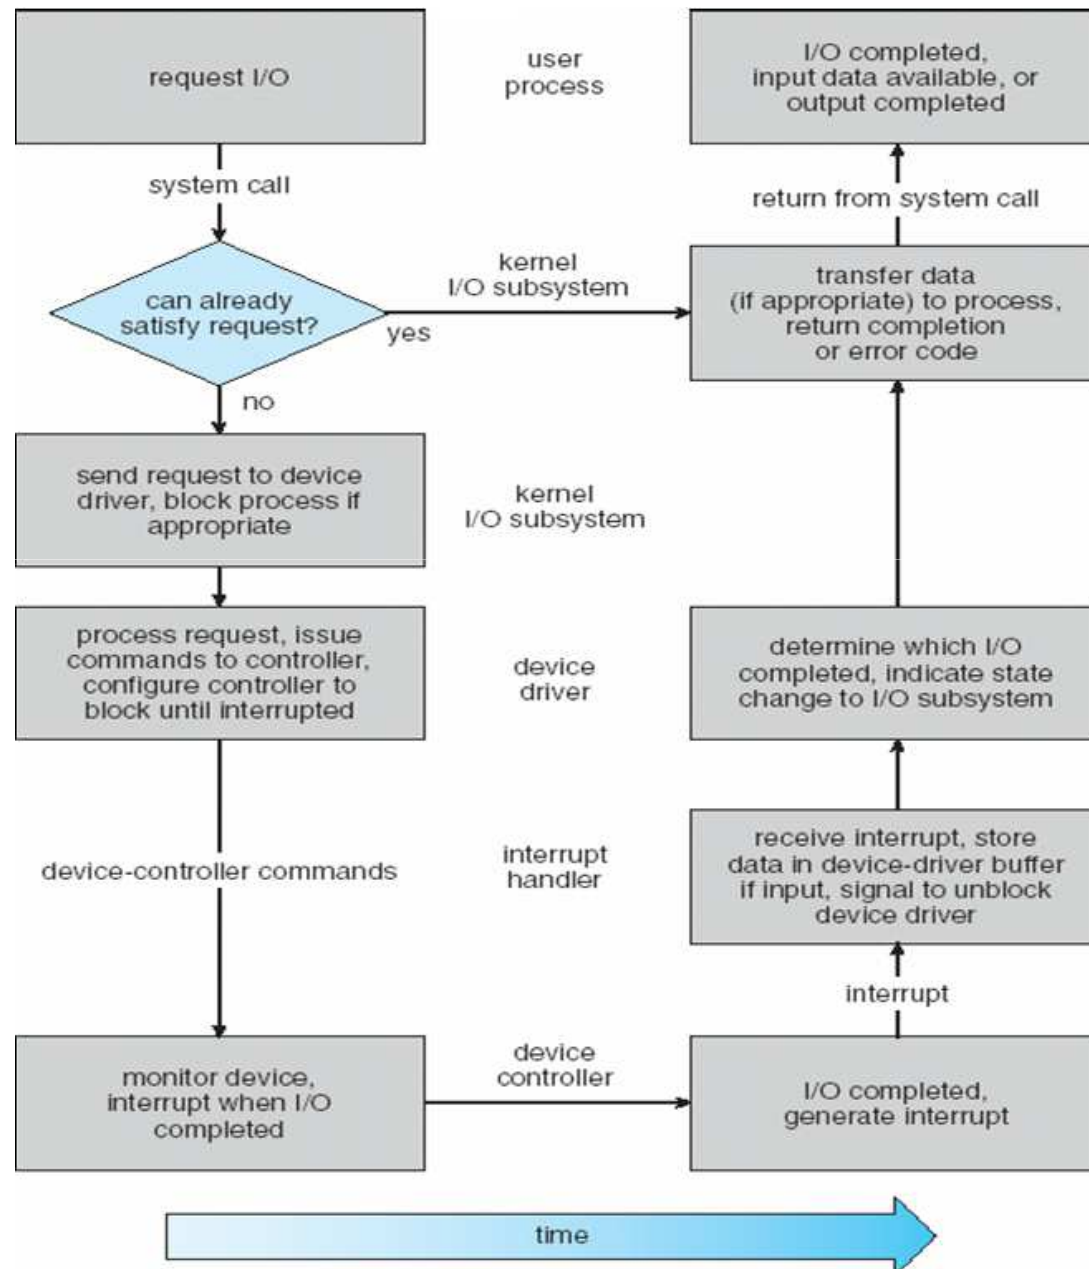 request I/O
user
process
I/O completed,
input data available, or
output completed
system call
return from system call
can already
satisfy request?
yes
kernel
I/O subsystem
transfer data
(if appropriate) to process,
return completion
or error code
no
send request to device
driver, block process if
appropriate
kernel
I/O subsystem
process request, issue
commands to controller,
configure controller to
block until interrupted
device
driver
determine which I/O
completed, indicate state
change to I/O subsystem
device-controller commands
interrupt
handler
receive interrupt, store
data in device-driver buffer
if input, signal to unblock
device driver
interrupt
monitor device,
interrupt when I/O
completed
device
controller
I/O completed,
generate interrupt
time